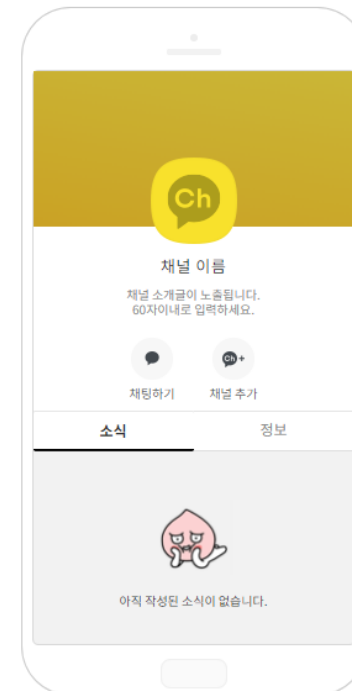 Ch
채널 이름
채널 소개글이 노출됩니다.
60자이내로 입력하세요.
Ch+
채팅하기 채널 추가
소식 정보
아직 작성된 소식이 없습니다.